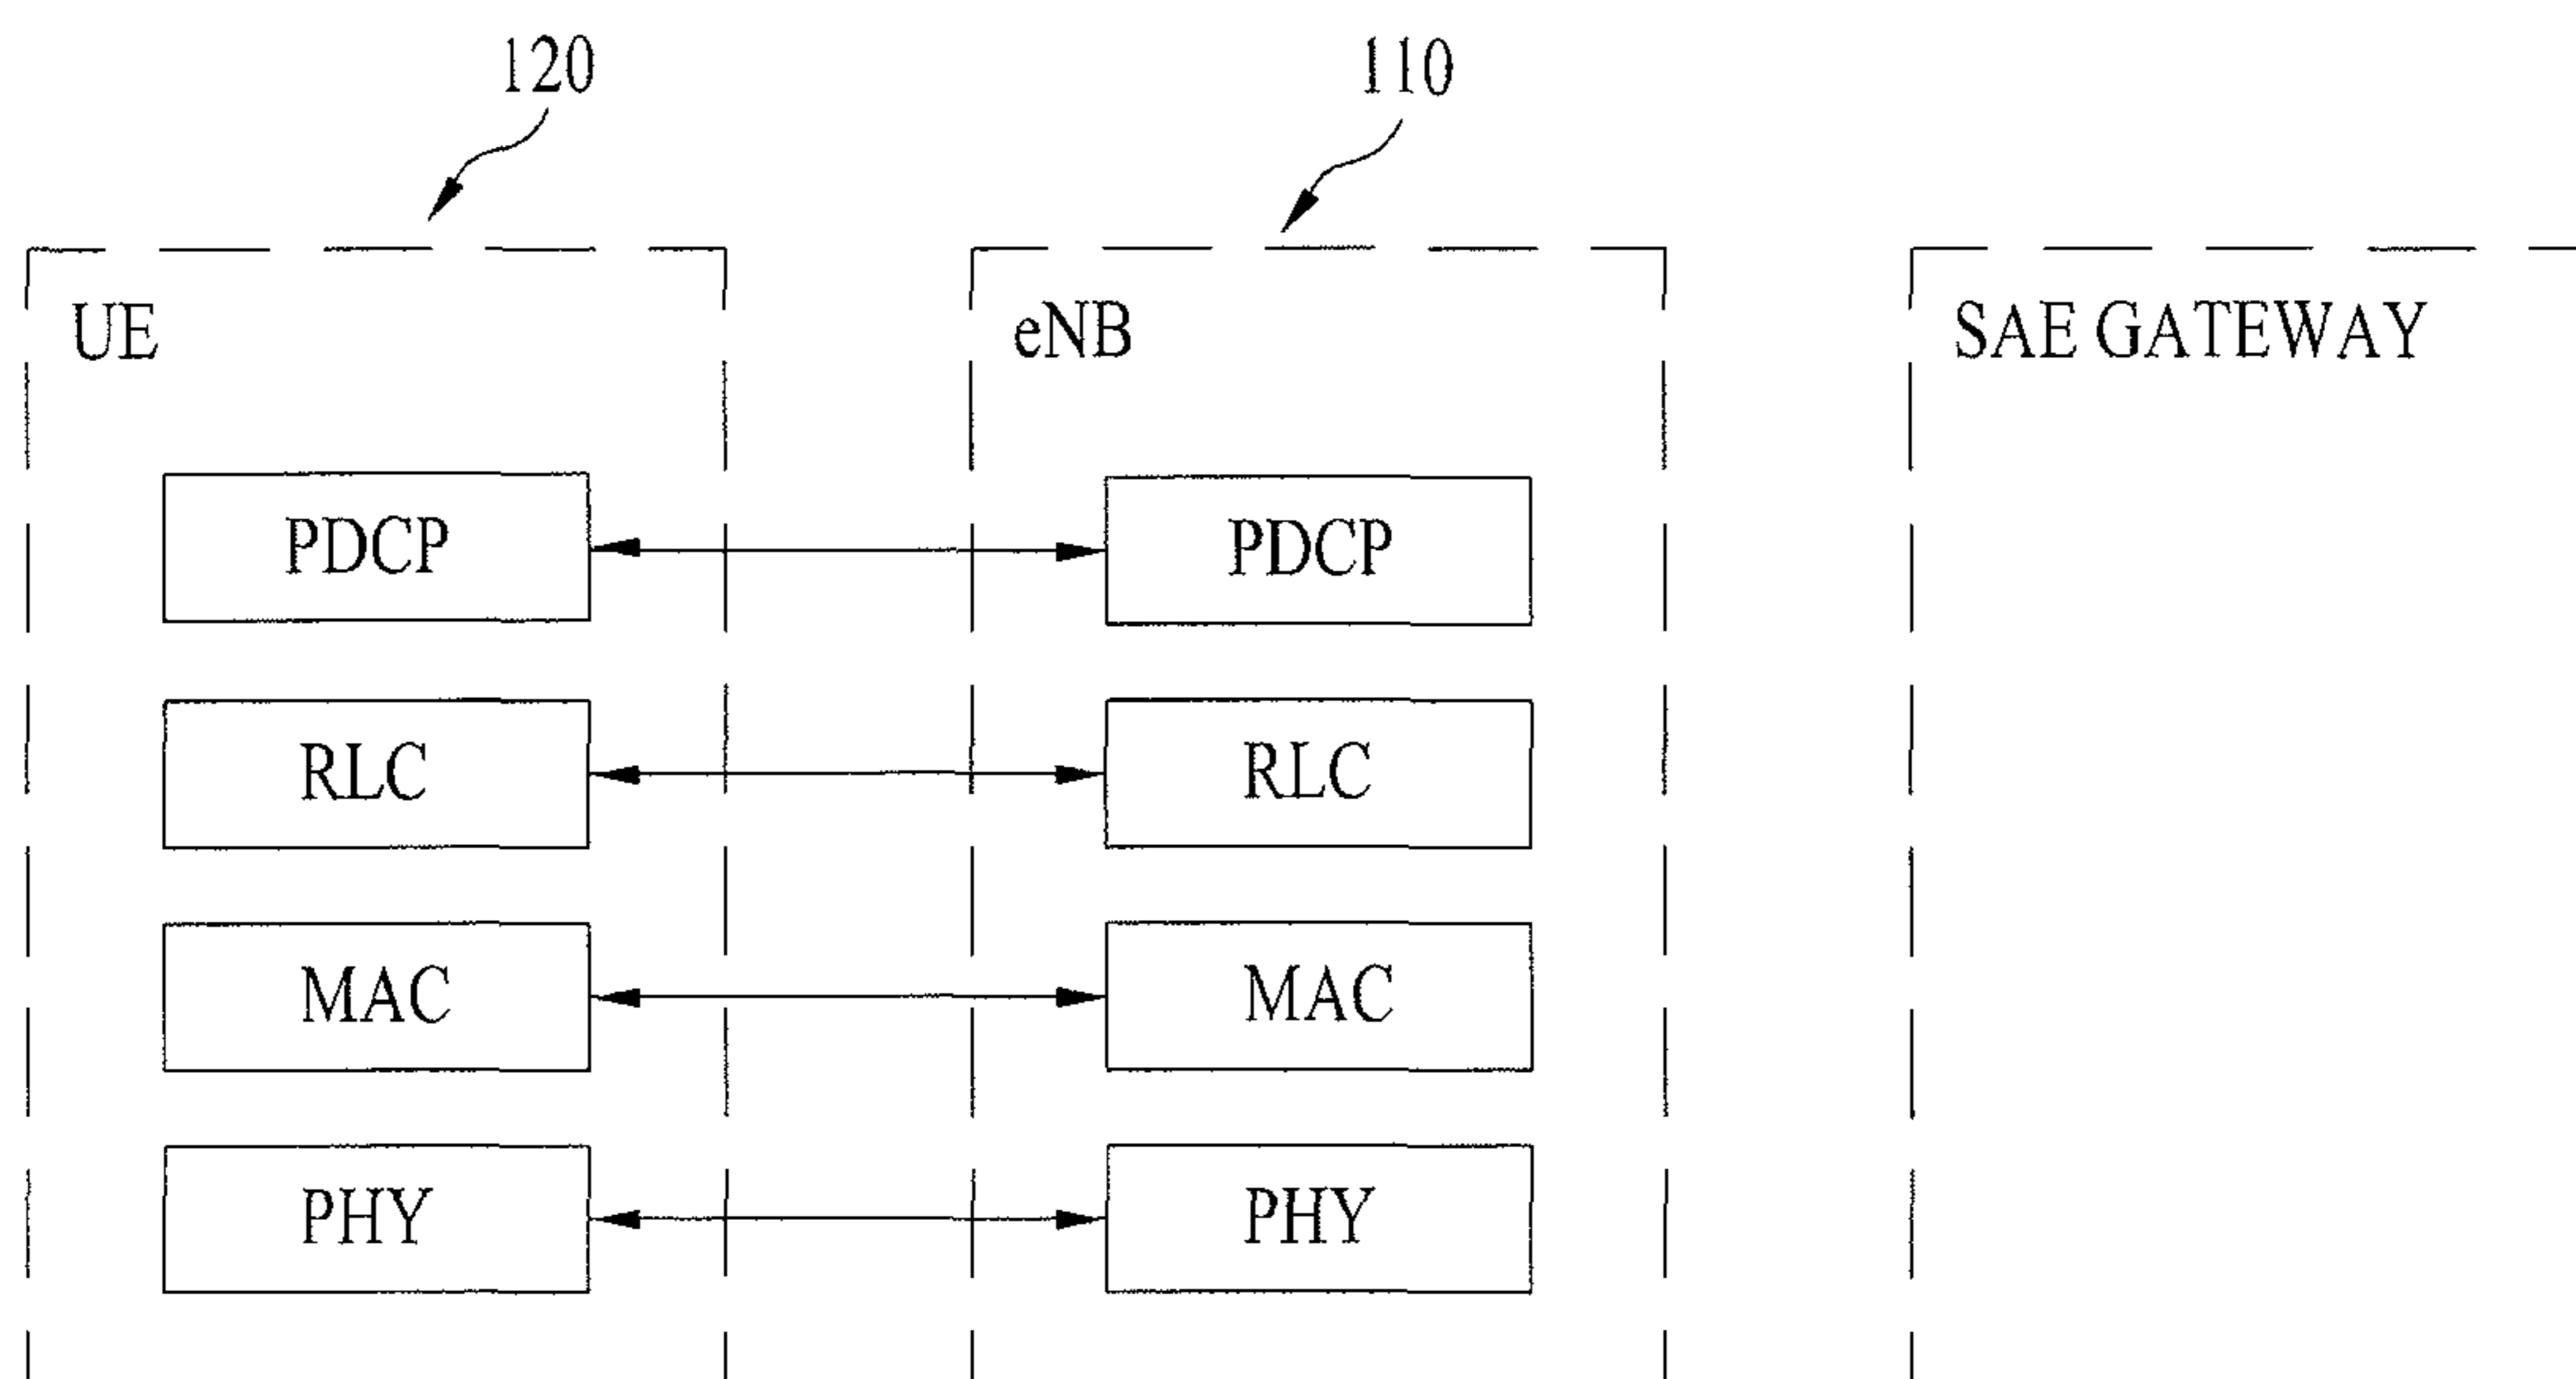 120
110
UE
eNB
SAE GATEWAY
PDCP
PDCP
RLC
RLC
MAC
MAC
PHY
PHY